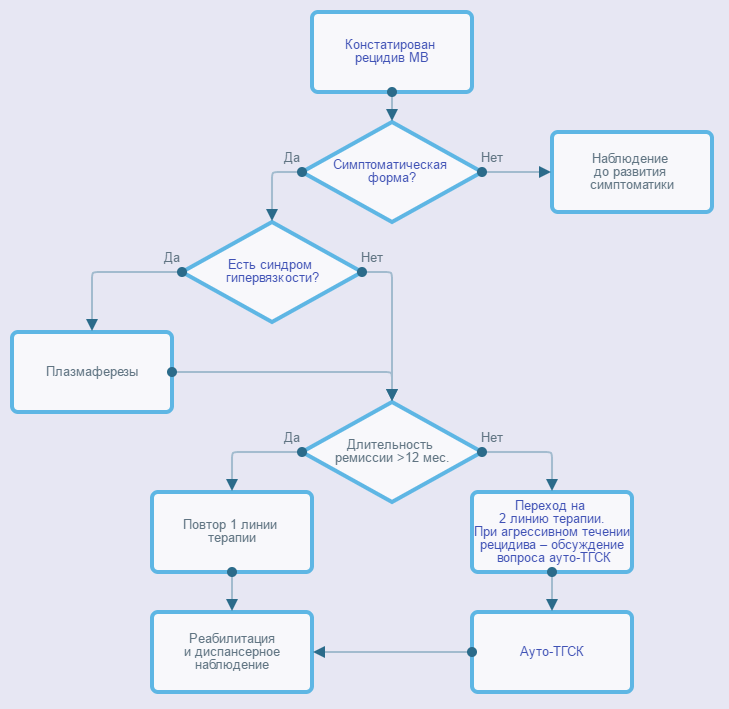 Констатирован
рецидив МВ
Да
Симптоматическая
форма?
Нет
Наблюдение
до развития
симптоматики
Да
Есть синдром
гипервязкости?
Нет
Плазмаферезы
Да
Длительность
ремиссии >12 мес.
Нет
Повтор 1 линии
терапии
Переход на
2 линию терапии.
При агрессивном течении
рецидива – обсуждение
вопроса ауто-ТГСК
Реабилитация
и диспансерное
наблюдение
Ауто-ТГСК